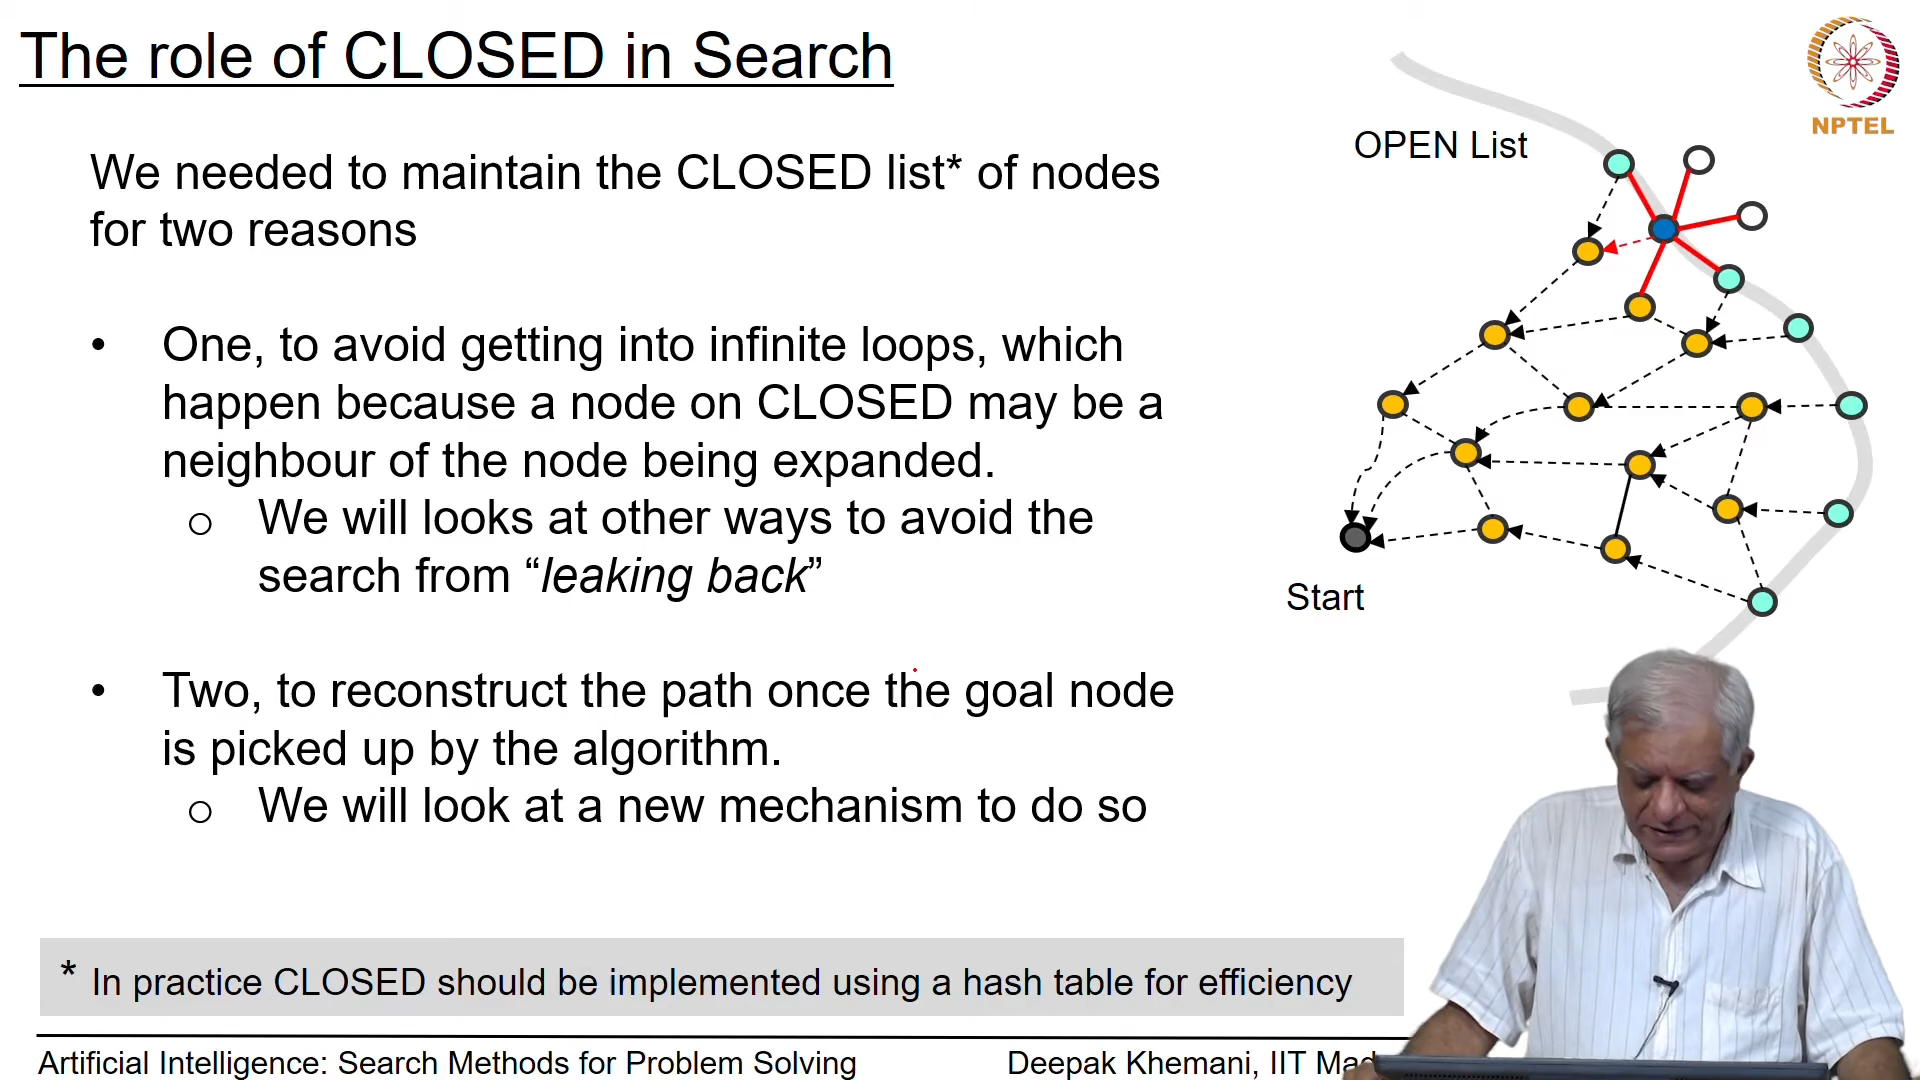 The role of CLOSED in Search
NPTEL
OPEN List
We needed to maintain the CLOSED list* of nodes
for two reasons
• One, to avoid getting into infinite loops, which
happen because a node on CLOSED may be a
neighbour of the node being expanded.
o We will looks at other ways to avoid the
search from “leaking back”
Start
• Two, to reconstruct the path once the goal node
is picked up by the algorithm.
o We will look at a new mechanism to do so
* In practice CLOSED should be implemented using a hash table for efficiency
Artificial Intelligence: Search Methods for Problem Solving
Deepak Khemani, IIT Mad